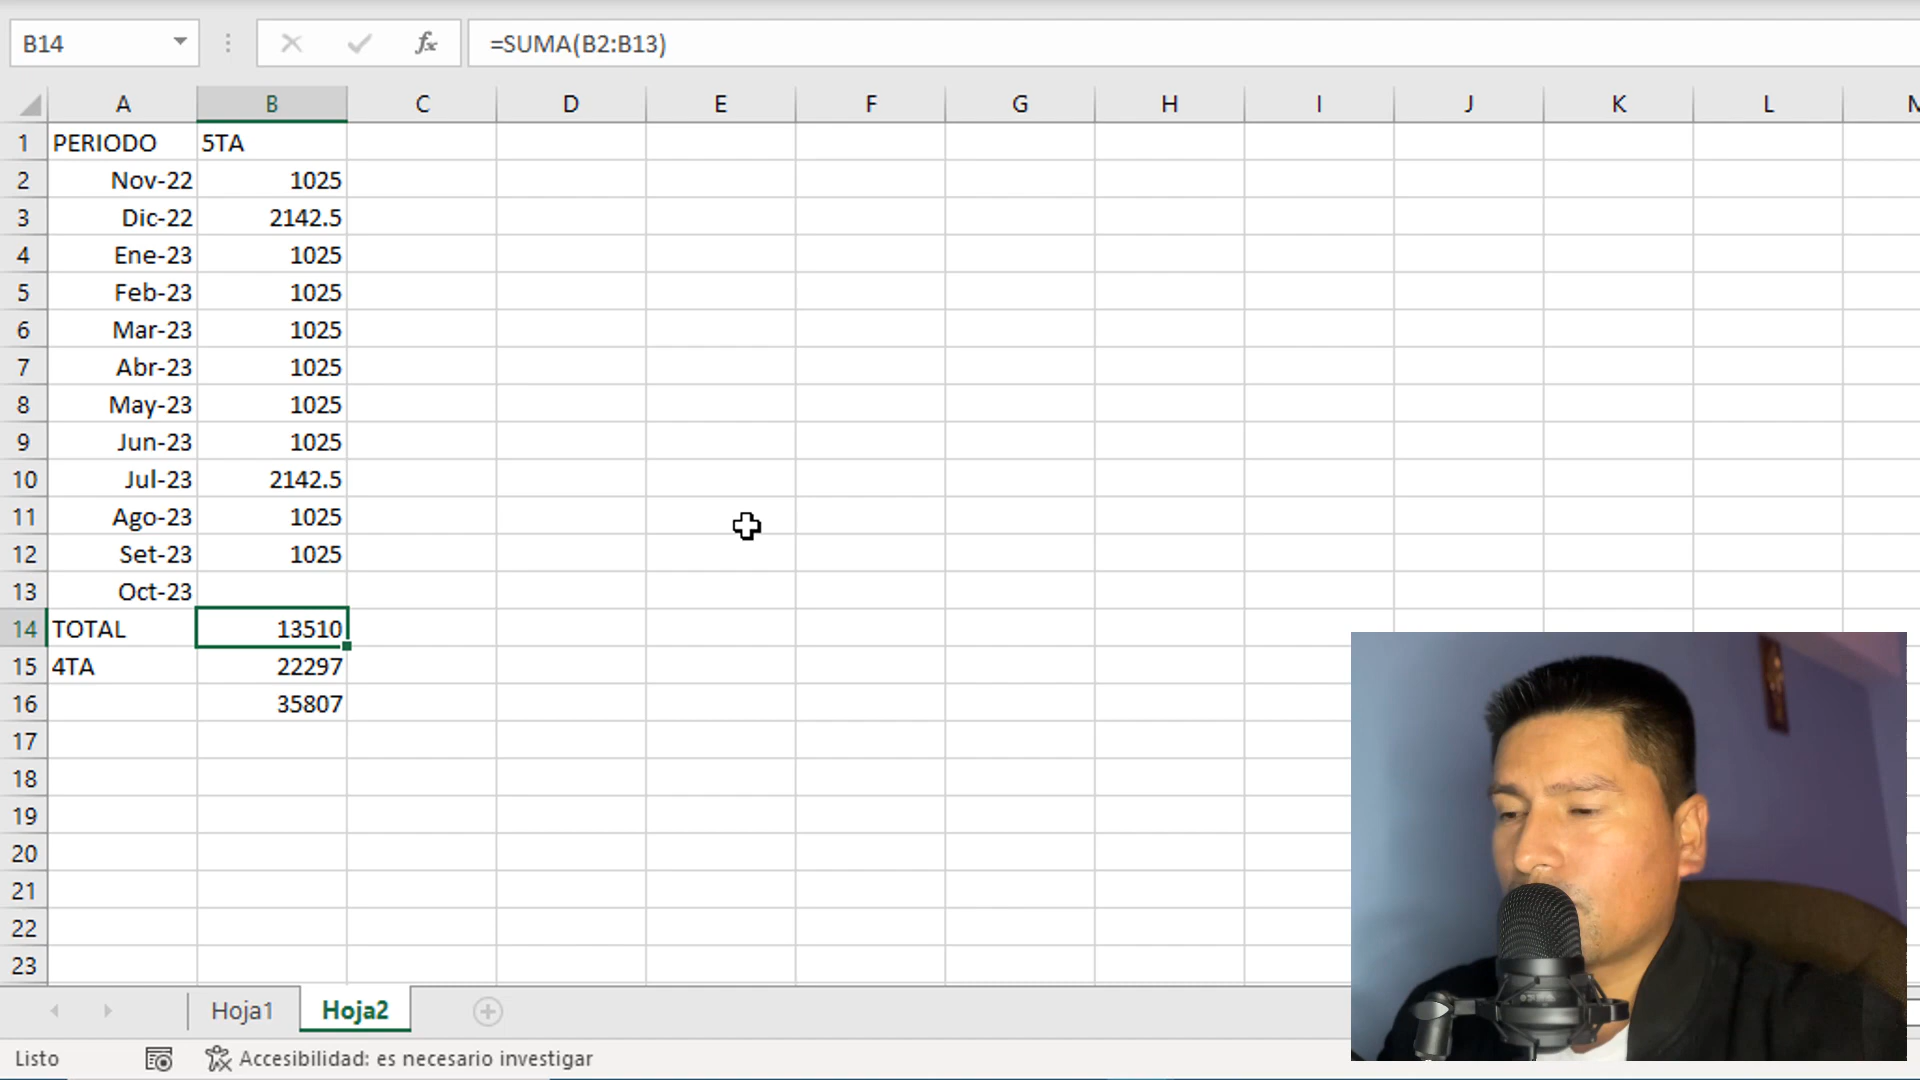 B14 fx =SUMA(B2:B13)
A B C D E F G H I J K L M
1 PERIODO 5TA
2 Nov-22 1025
3 Dic-22 2142.5
4 Ene-23 1025
5 Feb-23 1025
6 Mar-23 1025
7 Abr-23 1025
8 May-23 1025
9 Jun-23 1025
10 Jul-23 2142.5
11 Ago-23 1025
12 Set-23 1025
13 Oct-23
14 TOTAL 13510
15 4TA 22297
16 35807
17
18
19
20
21
22
23
Hoja1 Hoja2
Listo Accesibilidad: es necesario investigar